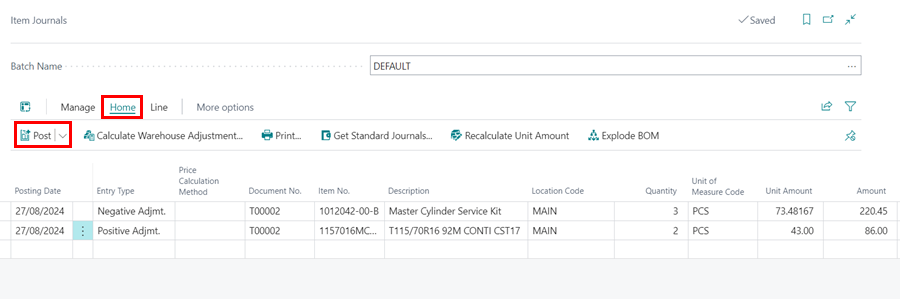 Item Journals Saved
Batch Name DEFAULT ...
Manage Home Line More options
Post Calculate Warehouse Adjustment... Print... Get Standard Journals... Recalculate Unit Amount Explode BOM
Posting Date Entry Type Price Calculation Method Document No. Item No. Description Location Code Quantity Unit of Measure Code Unit Amount Amount
27/08/2024 Negative Adjmt. T00002 1012042-00-B Master Cylinder Service Kit MAIN 3 PCS 73.48167 220.45
27/08/2024 Positive Adjmt. T00002 1157016MC... T115/70R16 92M CONTI CST17 MAIN 2 PCS 43.00 86.00